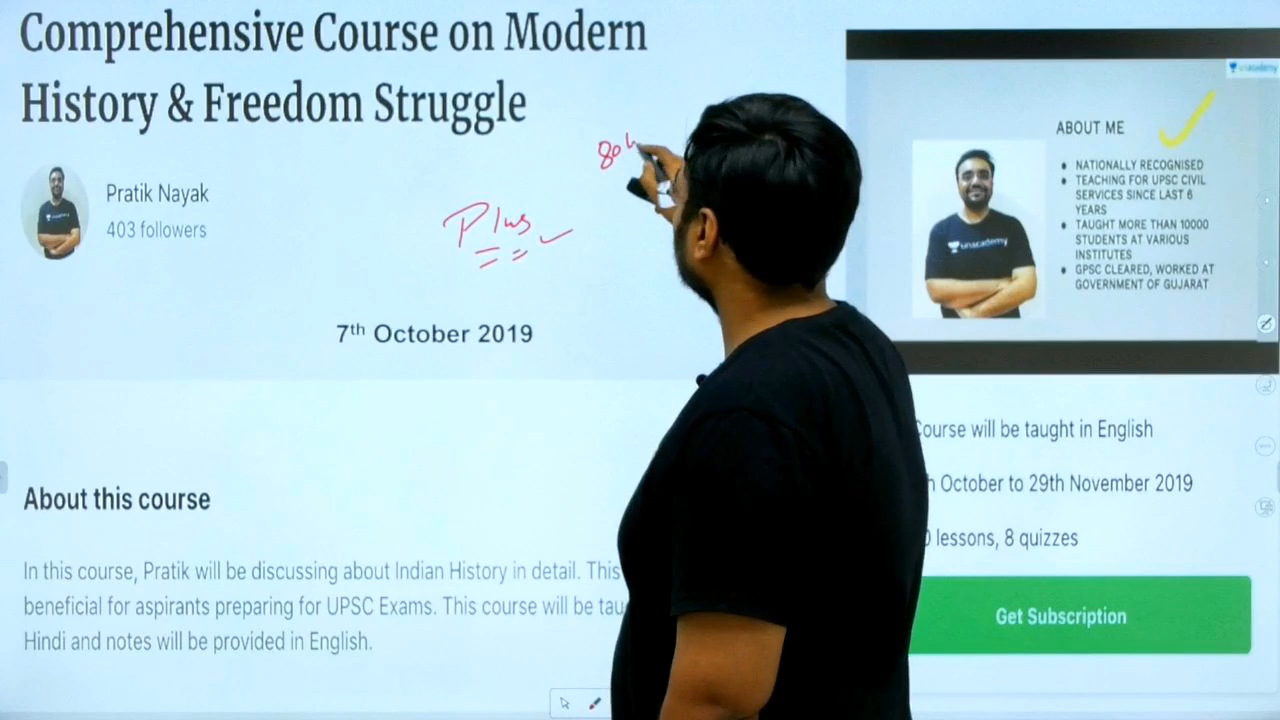 Comprehensive Course on Modern
History & Freedom Struggle
Pratik Nayak
403 followers
Plus
80
7th October 2019
About this course
In this course, Pratik will be discussing about Indian History in detail. This
beneficial for aspirants preparing for UPSC Exams. This course will be
Hindi and notes will be provided in English.
unacademy
ABOUT ME
• NATIONALLY RECOGNISED
• TEACHING FOR UPSC CIVIL
SERVICES SINCE LAST 6
YEARS
• TAUGHT MORE THAN 10000
STUDENTS AT VARIOUS
INSTITUTES
• GPSC CLEARED, WORKED AT
GOVERNMENT OF GUJARAT
unacademy
Course will be taught in English
October to 29th November 2019
lessons, 8 quizzes
Get Subscription